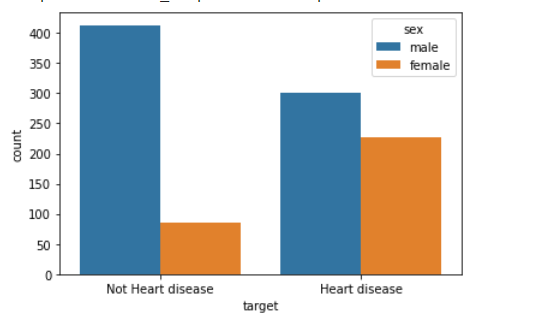 sex
male
female
400
350
300
250
200
150
100
50
0
count
Not Heart disease
Heart disease
target